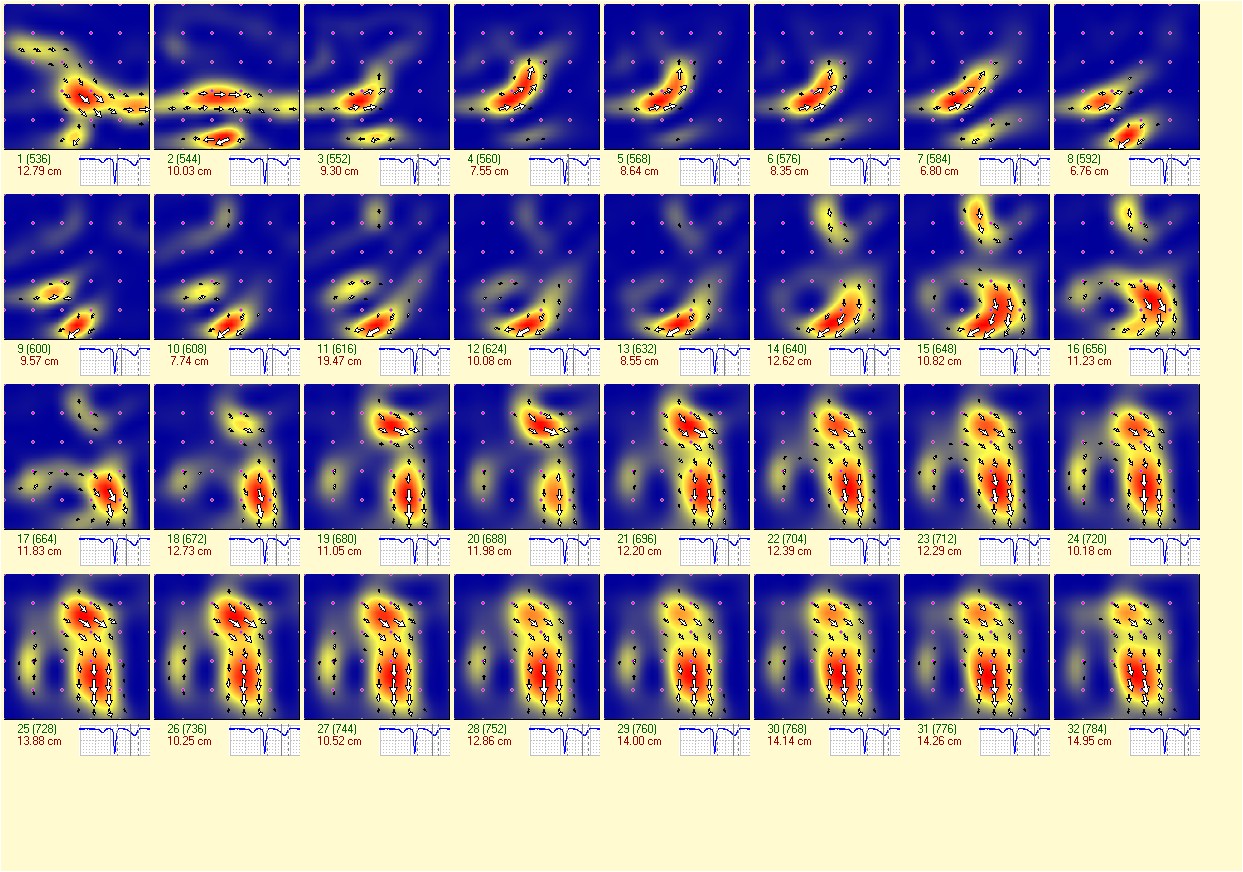 1 (536) 2 (544) 3 (552) 4 (560) 5 (568) 6 (576) 7 (584) 8 (592)
12.79 cm 10.03 cm 9.30 cm 7.55 cm 8.64 cm 8.35 cm 6.80 cm 6.76 cm
9 (600) 10 (608) 11 (616) 12 (624) 13 (632) 14 (640) 15 (648) 16 (656)
9.57 cm 7.74 cm 19.47 cm 10.08 cm 8.55 cm 12.62 cm 10.82 cm 11.23 cm
17 (664) 18 (672) 19 (680) 20 (688) 21 (696) 22 (704) 23 (712) 24 (720)
11.83 cm 12.73 cm 11.05 cm 11.98 cm 12.20 cm 12.39 cm 12.29 cm 10.18 cm
25 (728) 26 (736) 27 (744) 28 (752) 29 (760) 30 (768) 31 (776) 32 (784)
13.88 cm 10.25 cm 10.52 cm 12.86 cm 14.00 cm 14.14 cm 14.26 cm 14.95 cm